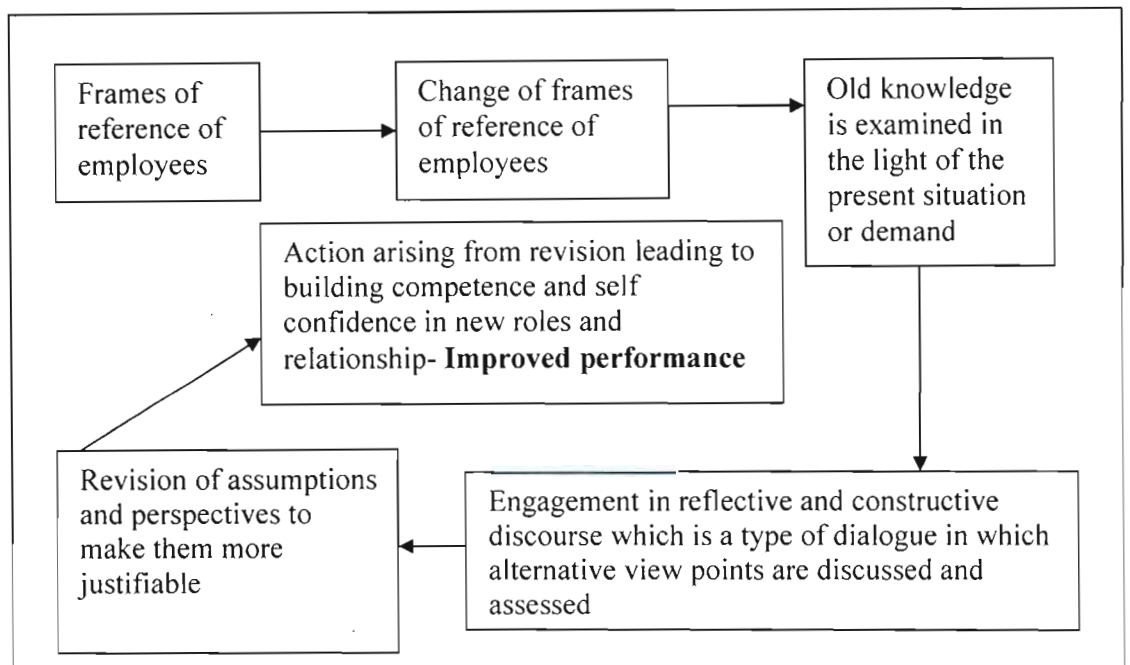 Frames of
reference of
employees
Change of frames
of reference of
employees
Old knowledge
is examined in
the light of the
present situation
or demand
Action arising from revision leading to
building competence and self
confidence in new roles and
relationship- Improved performance
Revision of assumptions
and perspectives to
make them more
justifiable
Engagement in reflective and constructive
discourse which is a type of dialogue in which
alternative view points are discussed and
assessed